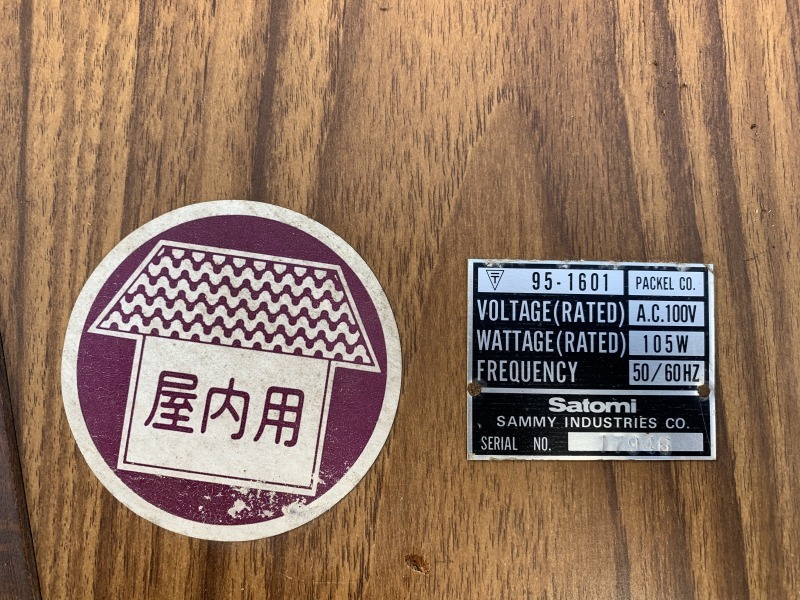 屋内用
〒 95-1601 PACKEL CO.
VOLTAGE(RATED) A.C.100V
WATTAGE(RATED) 105W
FREQUENCY 50/60HZ
Satomi
SAMMY INDUSTRIES CO.
SERIAL NO. 17946